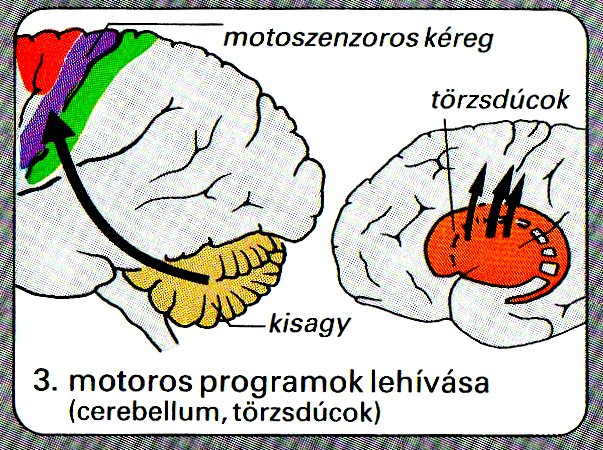 motoszenzoros kéreg
törzsdúcok
kisagy
3. motoros programok lehívása
(cerebellum, törzsdúcok)